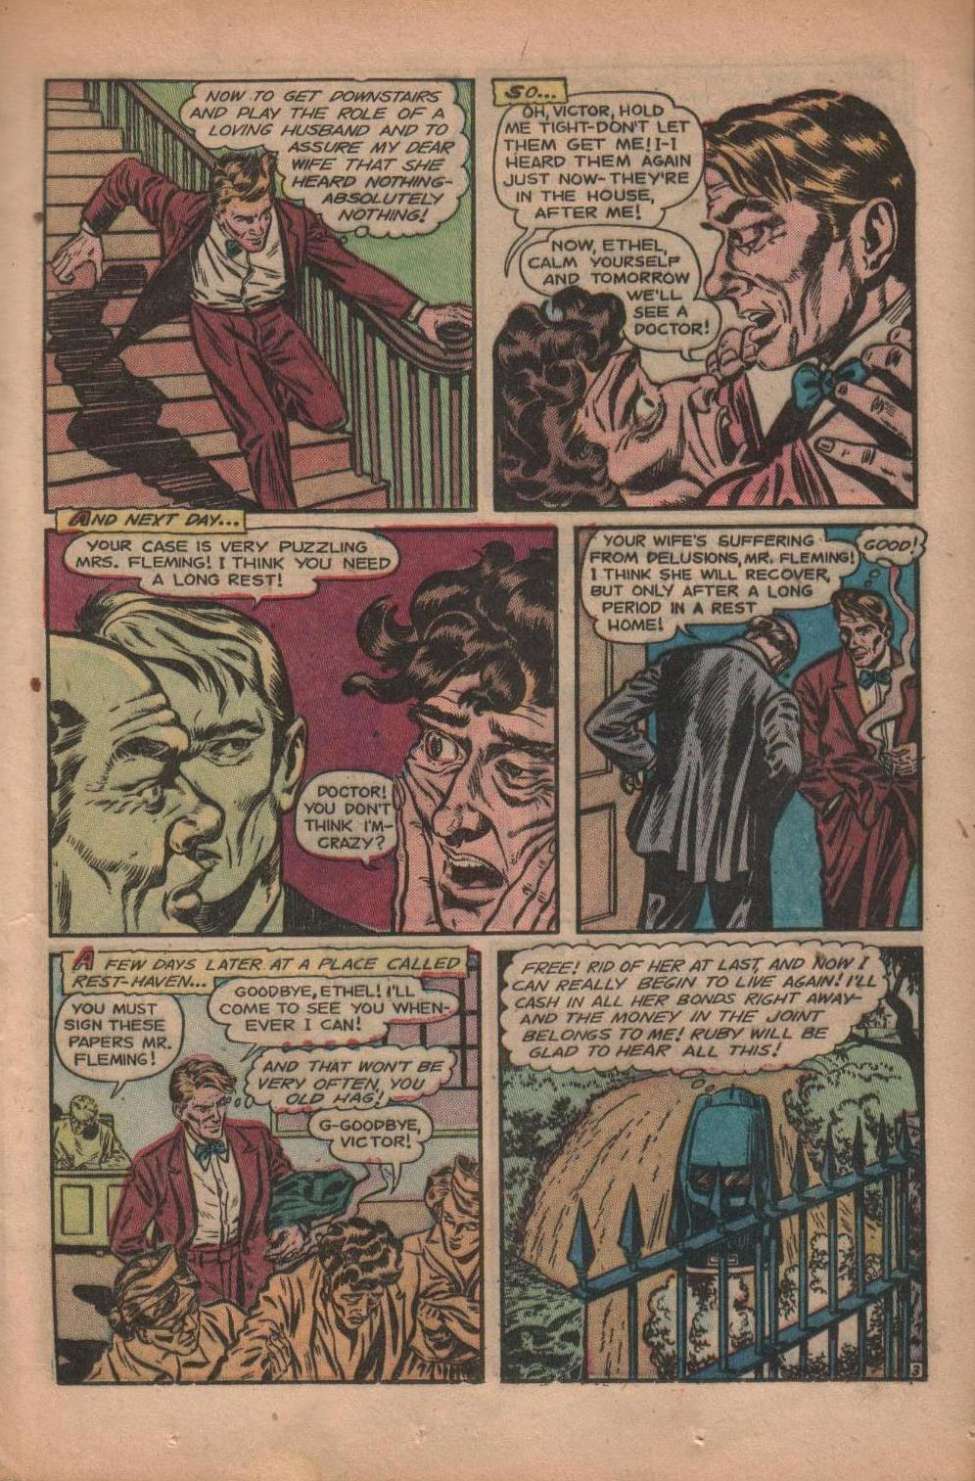 NOW TO GET DOWNSTAIRS
AND PLAY THE ROLE OF A
LOVING HUSBAND AND TO
ASSURE MY DEAR
WIFE THAT SHE
HEARD NOTHING-
ABSOLUTELY
NOTHING!
SO...
OH, VICTOR, HOLD
ME TIGHT-DON'T LET
THEM GET ME! I-I
HEARD THEM AGAIN
JUST NOW-THEY'RE
IN THE HOUSE,
AFTER ME!
NOW, ETHEL,
CALM YOURSELF
AND TOMORROW
WE'LL
SEE A
DOCTOR!
AND NEXT DAY...
YOUR CASE IS VERY PUZZLING
MRS. FLEMING! I THINK YOU NEED
A LONG REST!
DOCTOR!
YOU DON'T
THINK I'M-
CRAZY?
YOUR WIFE'S SUFFERING
FROM DELUSIONS, MR. FLEMING!
I THINK SHE WILL RECOVER,
BUT ONLY AFTER A LONG
PERIOD IN A REST
HOME!
GOOD!
A FEW DAYS LATER AT A PLACE CALLED
REST-HAVEN...
YOU MUST
SIGN THESE
PAPERS MR.
FLEMING!
GOODBYE, ETHEL! I'LL
COME TO SEE YOU WHEN-
EVER I CAN!
AND THAT WON'T BE
VERY OFTEN, YOU
OLD HAG!
G-GOODBYE,
VICTOR!
FREE! RID OF HER AT LAST, AND NOW I
CAN REALLY BEGIN TO LIVE AGAIN! I'LL
CASH IN ALL HER BONDS RIGHT AWAY-
AND THE MONEY IN THE JOINT
BELONGS TO ME! RUBY WILL BE
GLAD TO HEAR ALL THIS!
3